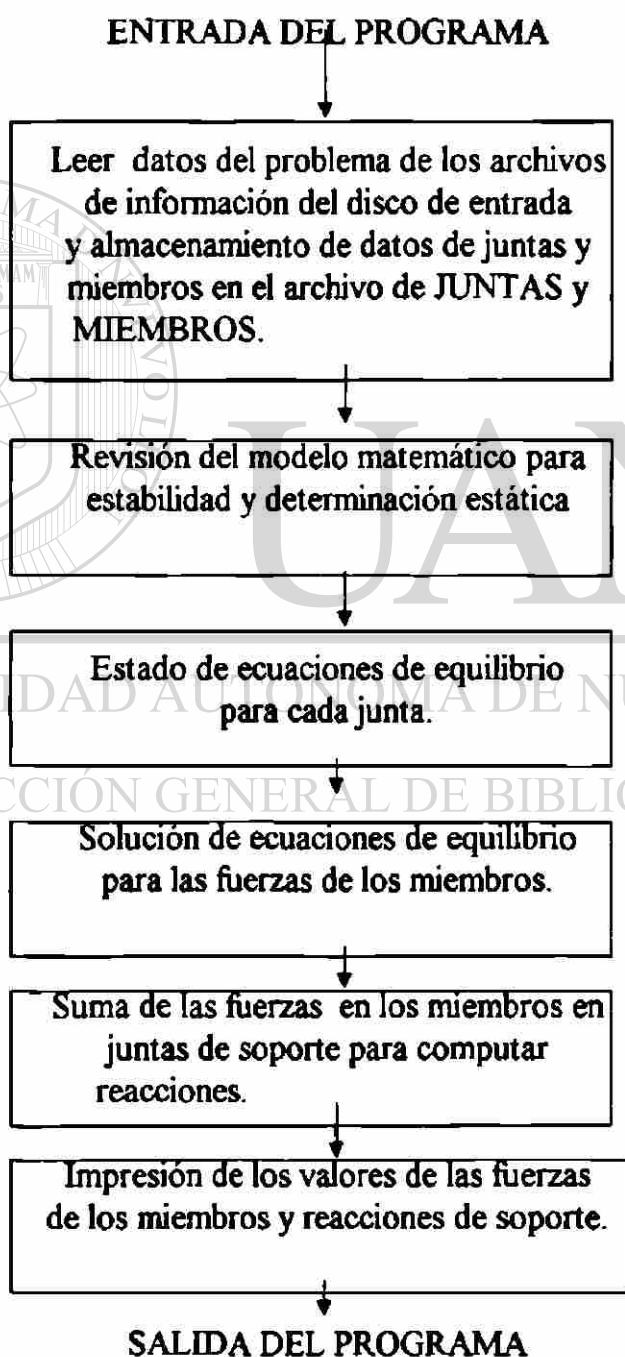 ENTRADA DEL PROGRAMA
Leer datos del problema de los archivos
de información del disco de entrada
y almacenamiento de datos de juntas y
miembros en el archivo de JUNTAS y
MIEMBROS.
Revisión del modelo matemático para
estabilidad y determinación estática
Estado de ecuaciones de equilibrio
para cada junta.
Solución de ecuaciones de equilibrio
para las fuerzas de los miembros.
Suma de las fuerzas en los miembros en
juntas de soporte para computar
reacciones.
Impresión de los valores de las fuerzas
de los miembros y reacciones de soporte.
SALIDA DEL PROGRAMA